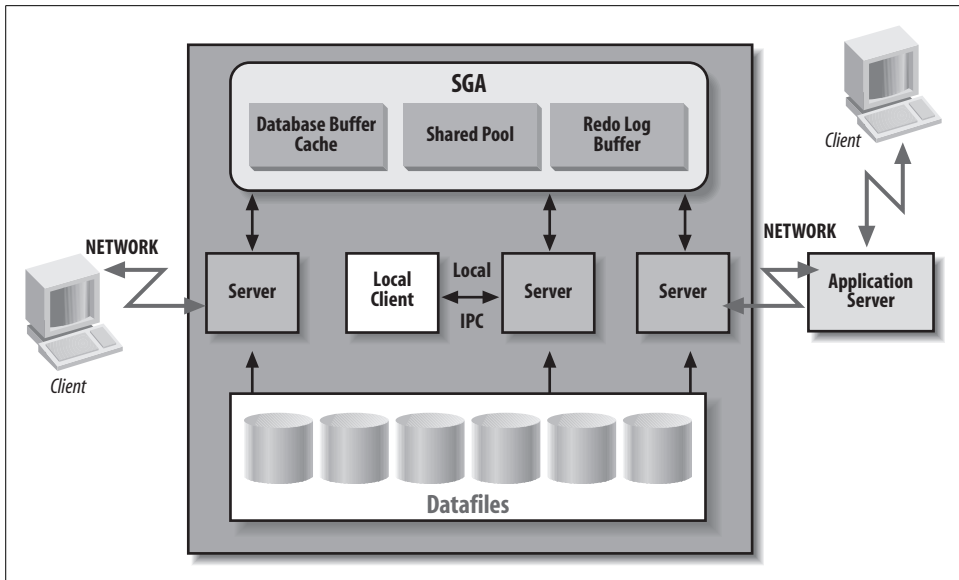 SGA
Database Buffer
Cache
Shared Pool
Redo Log
Buffer
Client
NETWORK
NETWORK
Server
Local
Client
Local
IPC
Server
Server
Application
Server
Client
Datafiles